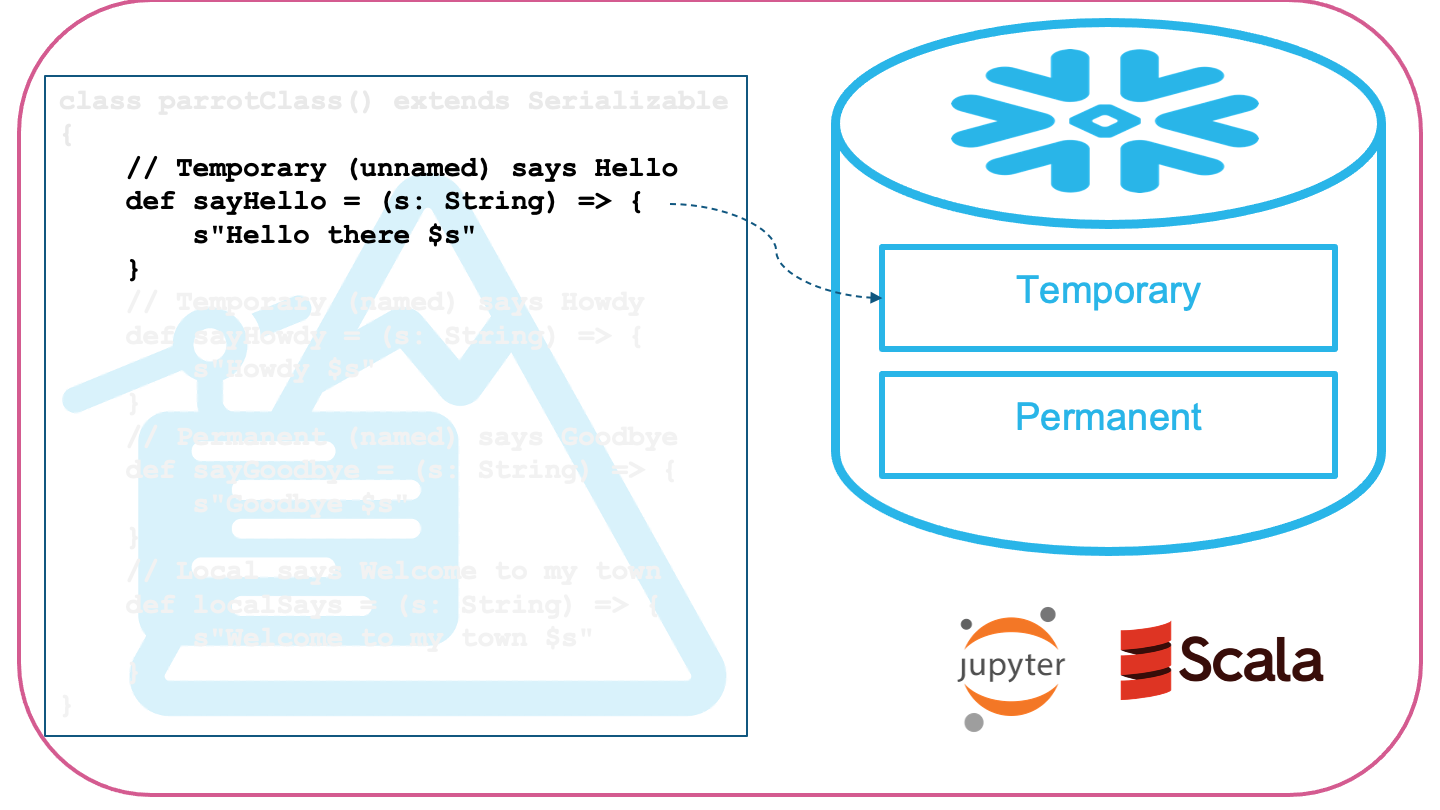 class parrotClass() extends Serializable
{
    // Temporary (unnamed) says Hello
    def sayHello = (s: String) => {
        s"Hello there $s"
    }
    // Temporary (named) says Howdy
    def sayHowdy = (s: String) => {
        s"Howdy $s"
    }
    // Permanent (named) says Goodbye
    def sayGoodbye = (s: String) => {
        s"Goodbye $s"
    }
    // Local says Welcome to my town
    def localSays = (s: String) => {
        s"Welcome to my town $s"
    }
}
Temporary
Permanent
jupyter
Scala